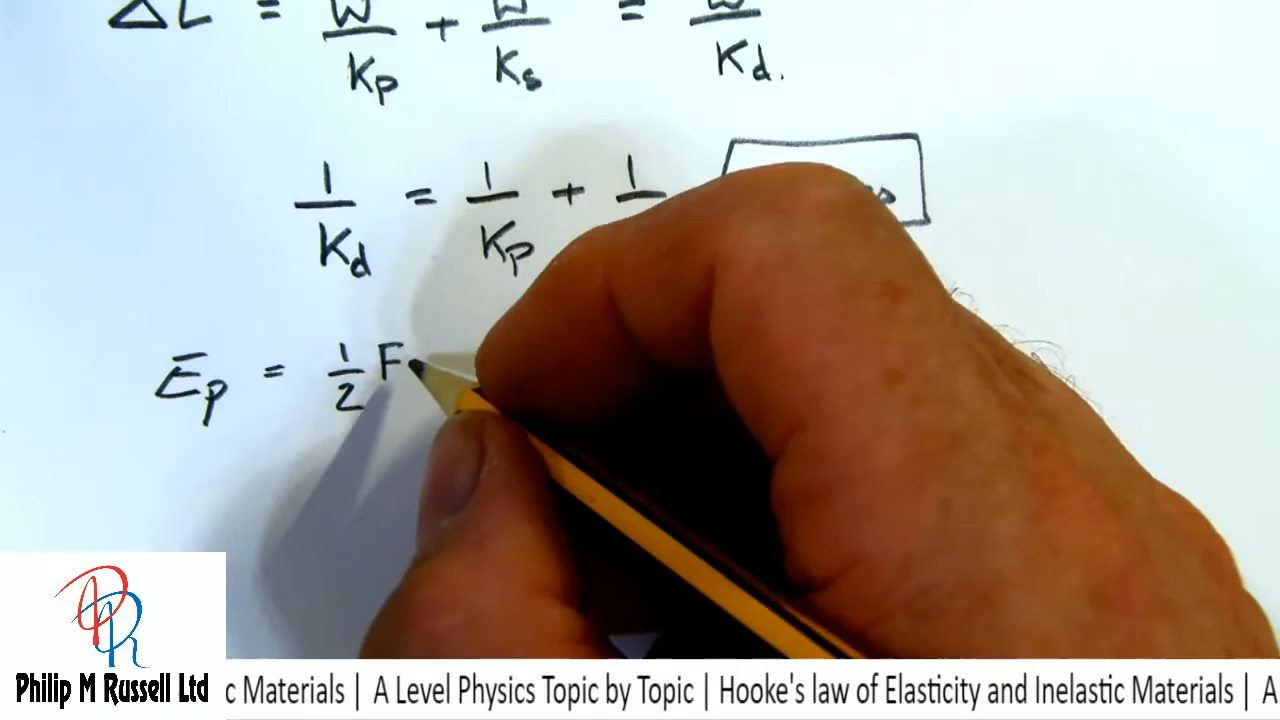 ΔL = W/Kp + W/Ks = W/Kd.
1/Kd = 1/Kp + 1
Ep = 1/2 F
Philip M Russell Ltd
c Materials | A Level Physics Topic by Topic | Hooke's law of Elasticity and Inelastic Materials | A